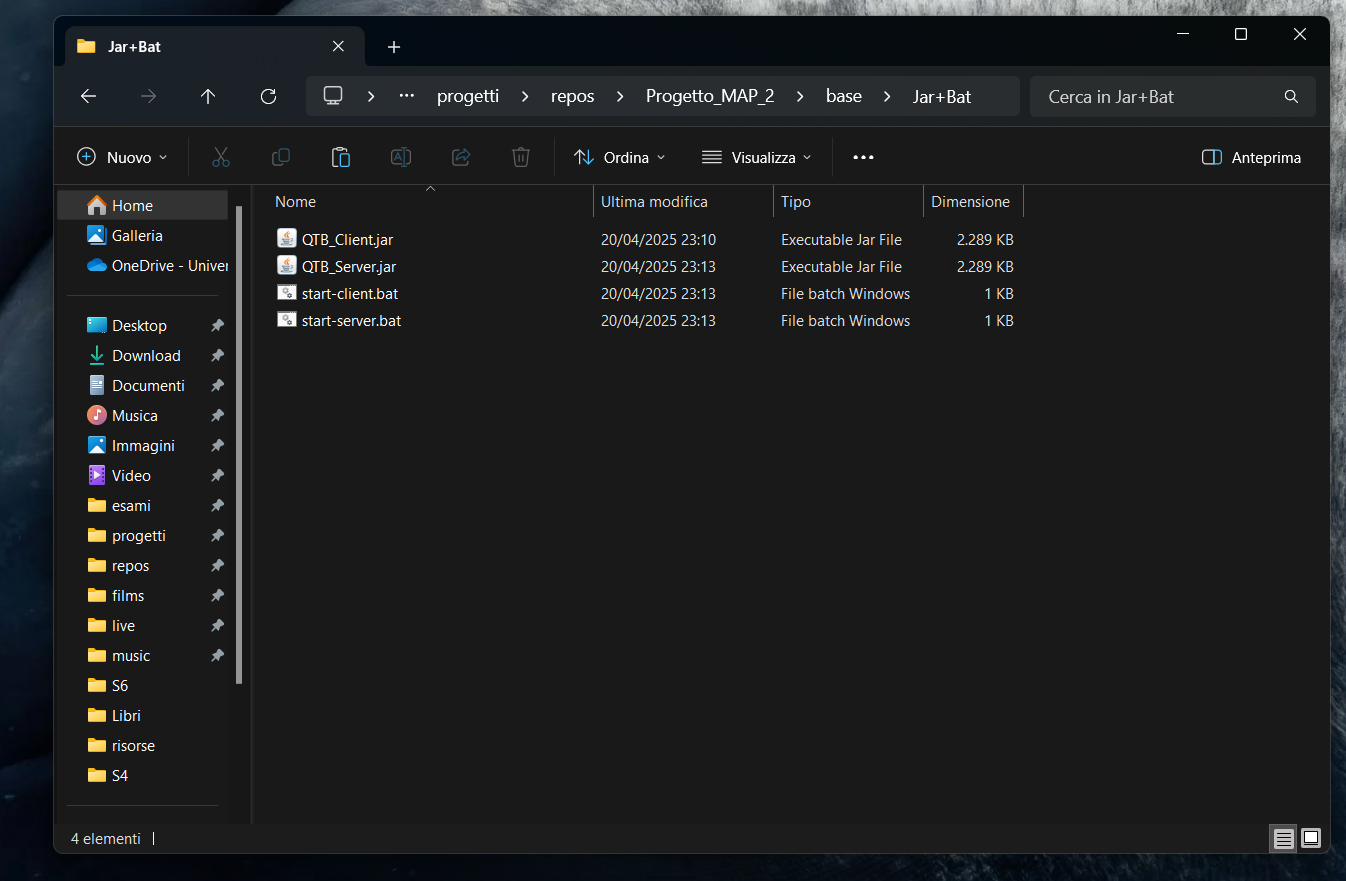 Jar+Bat
progetti repos Progetto_MAP_2 base Jar+Bat Cerca in Jar+Bat
Nuovo Ordina Visualizza Anteprima
Nome Ultima modifica Tipo Dimensione
QTB_Client.jar 20/04/2025 23:10 Executable Jar File 2.289 KB
QTB_Server.jar 20/04/2025 23:13 Executable Jar File 2.289 KB
start-client.bat 20/04/2025 23:13 File batch Windows 1 KB
start-server.bat 20/04/2025 23:13 File batch Windows 1 KB
Home
Galleria
OneDrive - Univer
Desktop
Download
Documenti
Musica
Immagini
Video
esami
progetti
repos
films
live
music
S6
Libri
risorse
S4
4 elementi